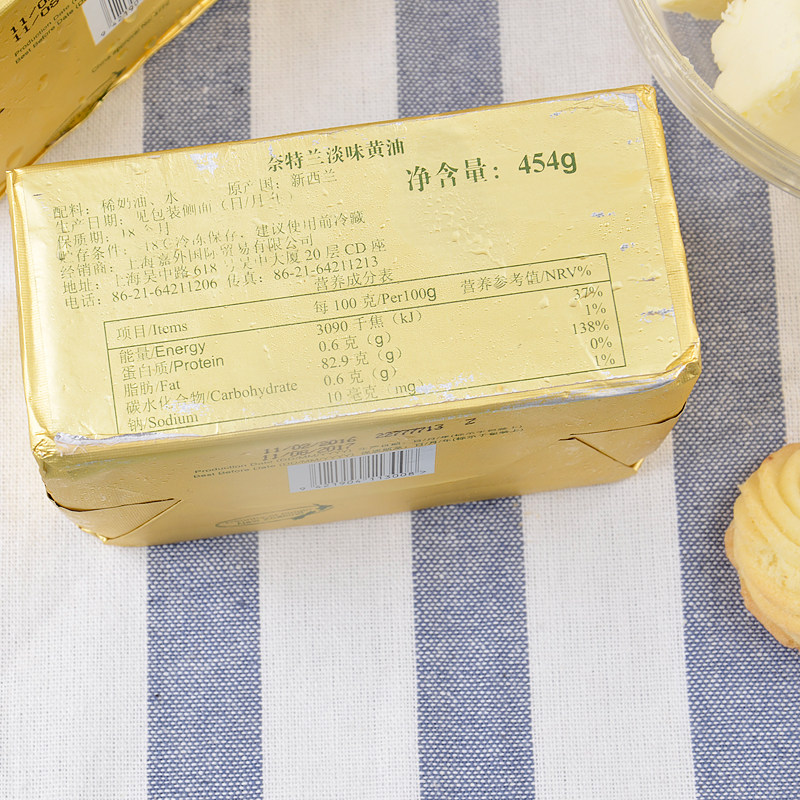 奈特兰淡味黄油
净含量：454g
配料：稀奶油、水 原产国：新西兰
生产日期：见包装侧面（日/月/年）
保质期：18个月
贮存条件：-18℃冷冻保存，建议使用前冷藏
经销商：上海嘉外国际贸易有限公司
地址：上海吴中路618号吴中大厦20层CD座
电话：86-21-64211206 传真：86-21-64211213
营养成分表
项目/Items 每100克/Per100g 营养参考值/NRV%
能量/Energy 3090千焦（kJ） 37%
蛋白质/Protein 0.6克（g） 1%
脂肪/Fat 82.9克（g） 138%
碳水化合物/Carbohydrate 0.6克（g） 0%
钠/Sodium 10毫克（mg） 1%
11/02/2016
11/08/2017
Production Date
Best Before Date